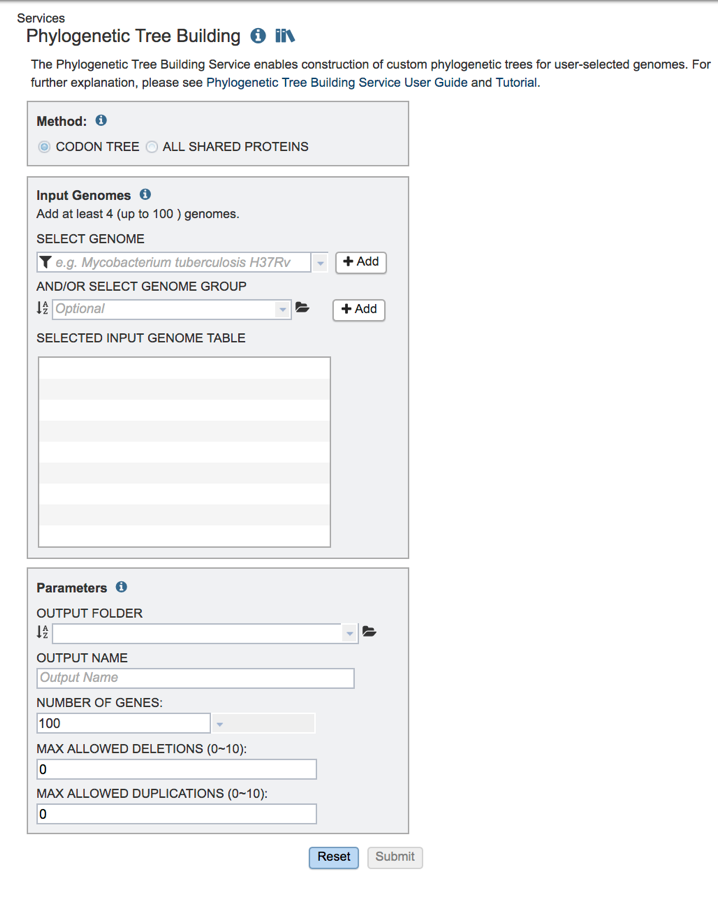 Services
Phylogenetic Tree Building
The Phylogenetic Tree Building Service enables construction of custom phylogenetic trees for user-selected genomes. For
further explanation, please see Phylogenetic Tree Building Service User Guide and Tutorial.
Method:
CODON TREE ALL SHARED PROTEINS
Input Genomes
Add at least 4 (up to 100 ) genomes.
SELECT GENOME
e.g. Mycobacterium tuberculosis H37Rv + Add
AND/OR SELECT GENOME GROUP
Optional + Add
SELECTED INPUT GENOME TABLE
Parameters
OUTPUT FOLDER
OUTPUT NAME
Output Name
NUMBER OF GENES:
100
MAX ALLOWED DELETIONS (0~10):
0
MAX ALLOWED DUPLICATIONS (0~10):
0
Reset Submit